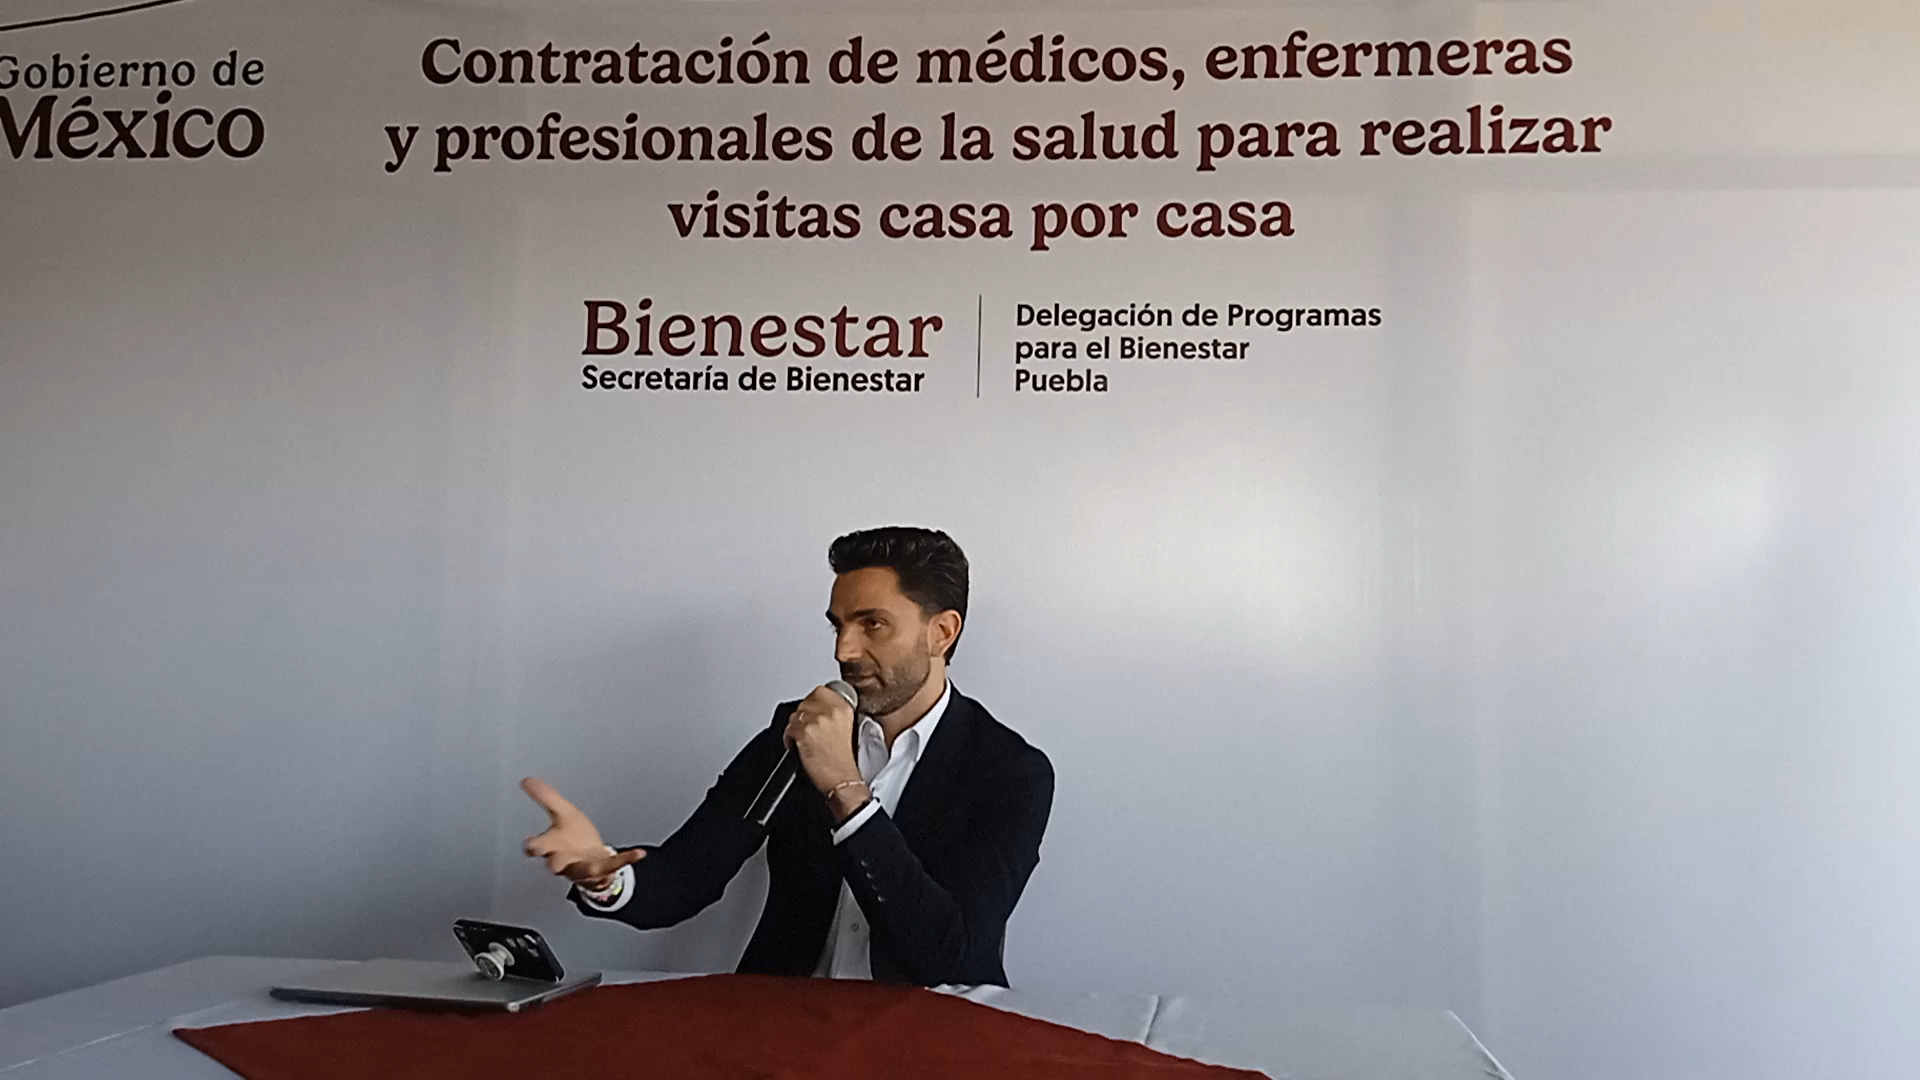 Gobierno de
México
Contratación de médicos, enfermeras
y profesionales de la salud para realizar
visitas casa por casa
Bienestar
Secretaría de Bienestar
Delegación de Programas
para el Bienestar
Puebla